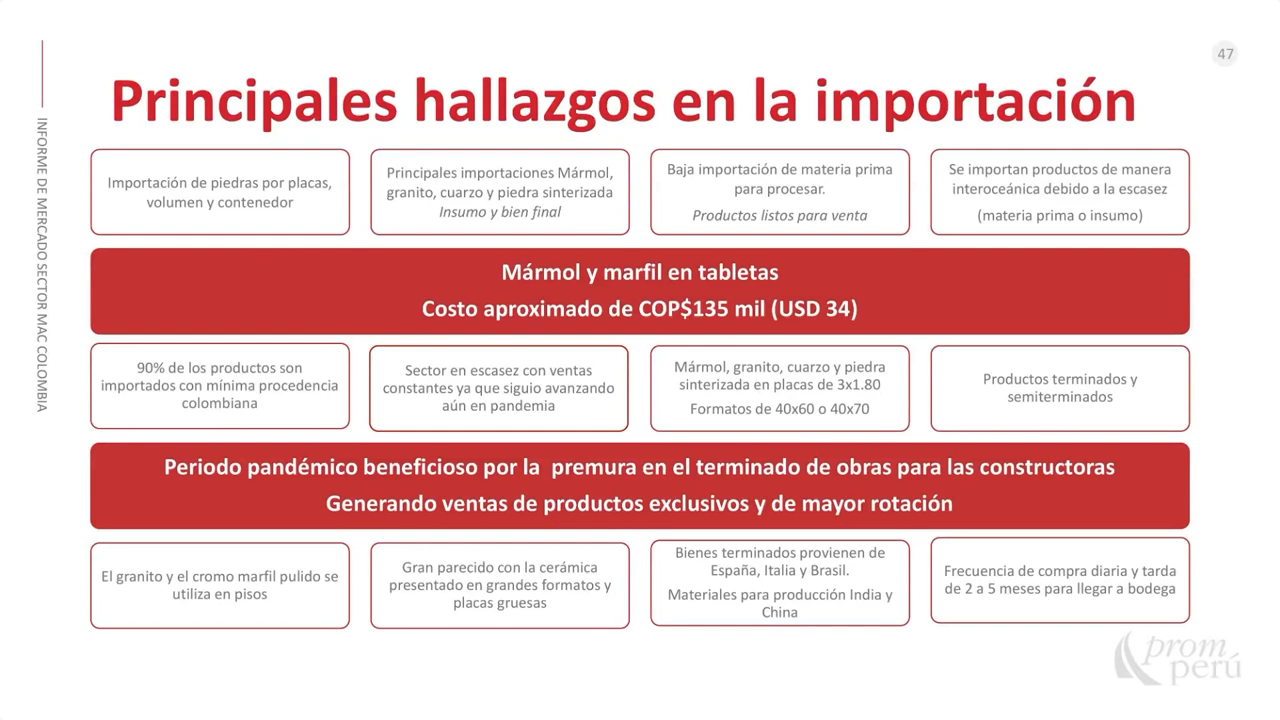 47
INFORME DE MERCADO SECTOR MAC COLOMBIA
Principales hallazgos en la importación
Importación de piedras por placas,
volumen y contenedor
Principales importaciones Mármol,
granito, cuarzo y piedra sinterizada
Insumo y bien final
Baja importación de materia prima
para procesar.
Productos listos para venta
Se importan productos de manera
interoceánica debido a la escasez
(materia prima o insumo)
Mármol y marfil en tabletas
Costo aproximado de COP$135 mil (USD 34)
90% de los productos son
importados con mínima procedencia
colombiana
Sector en escasez con ventas
constantes ya que siguio avanzando
aún en pandemia
Mármol, granito, cuarzo y piedra
sinterizada en placas de 3x1.80
Formatos de 40x60 o 40x70
Productos terminados y
semiterminados
Periodo pandémico beneficioso por la  premura en el terminado de obras para las constructoras
Generando ventas de productos exclusivos y de mayor rotación
El granito y el cromo marfil pulido se
utiliza en pisos
Gran parecido con la cerámica
presentado en grandes formatos y
placas gruesas
Bienes terminados provienen de
España, Italia y Brasil.
Materiales para producción India y
China
Frecuencia de compra diaria y tarda
de 2 a 5 meses para llegar a bodega
prom
perú